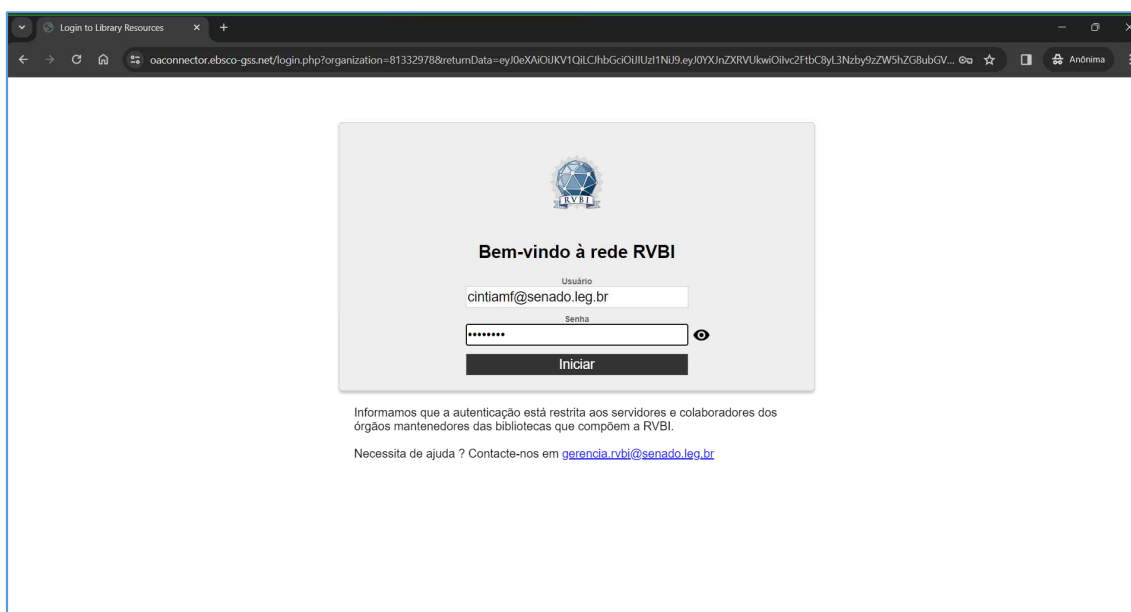 Login to Library Resources
oaconnector.ebsco-gss.net/login.php?organization=81332978&returnData=eyJ0eXAiOiJKV1QiLCJhbGciOiJIUzI1NiJ9.eyJ0YXJnZXRVUkwiOiIvc2FtbC8yL3Nzby9zZW5hZG8ubGV...
Anônima
RVBI
Bem-vindo à rede RVBI
Usuário
cintiamf@senado.leg.br
Senha
••••••••
Iniciar
Informamos que a autenticação está restrita aos servidores e colaboradores dos
órgãos mantenedores das bibliotecas que compõem a RVBI.
Necessita de ajuda ? Contacte-nos em gerencia.rvbi@senado.leg.br